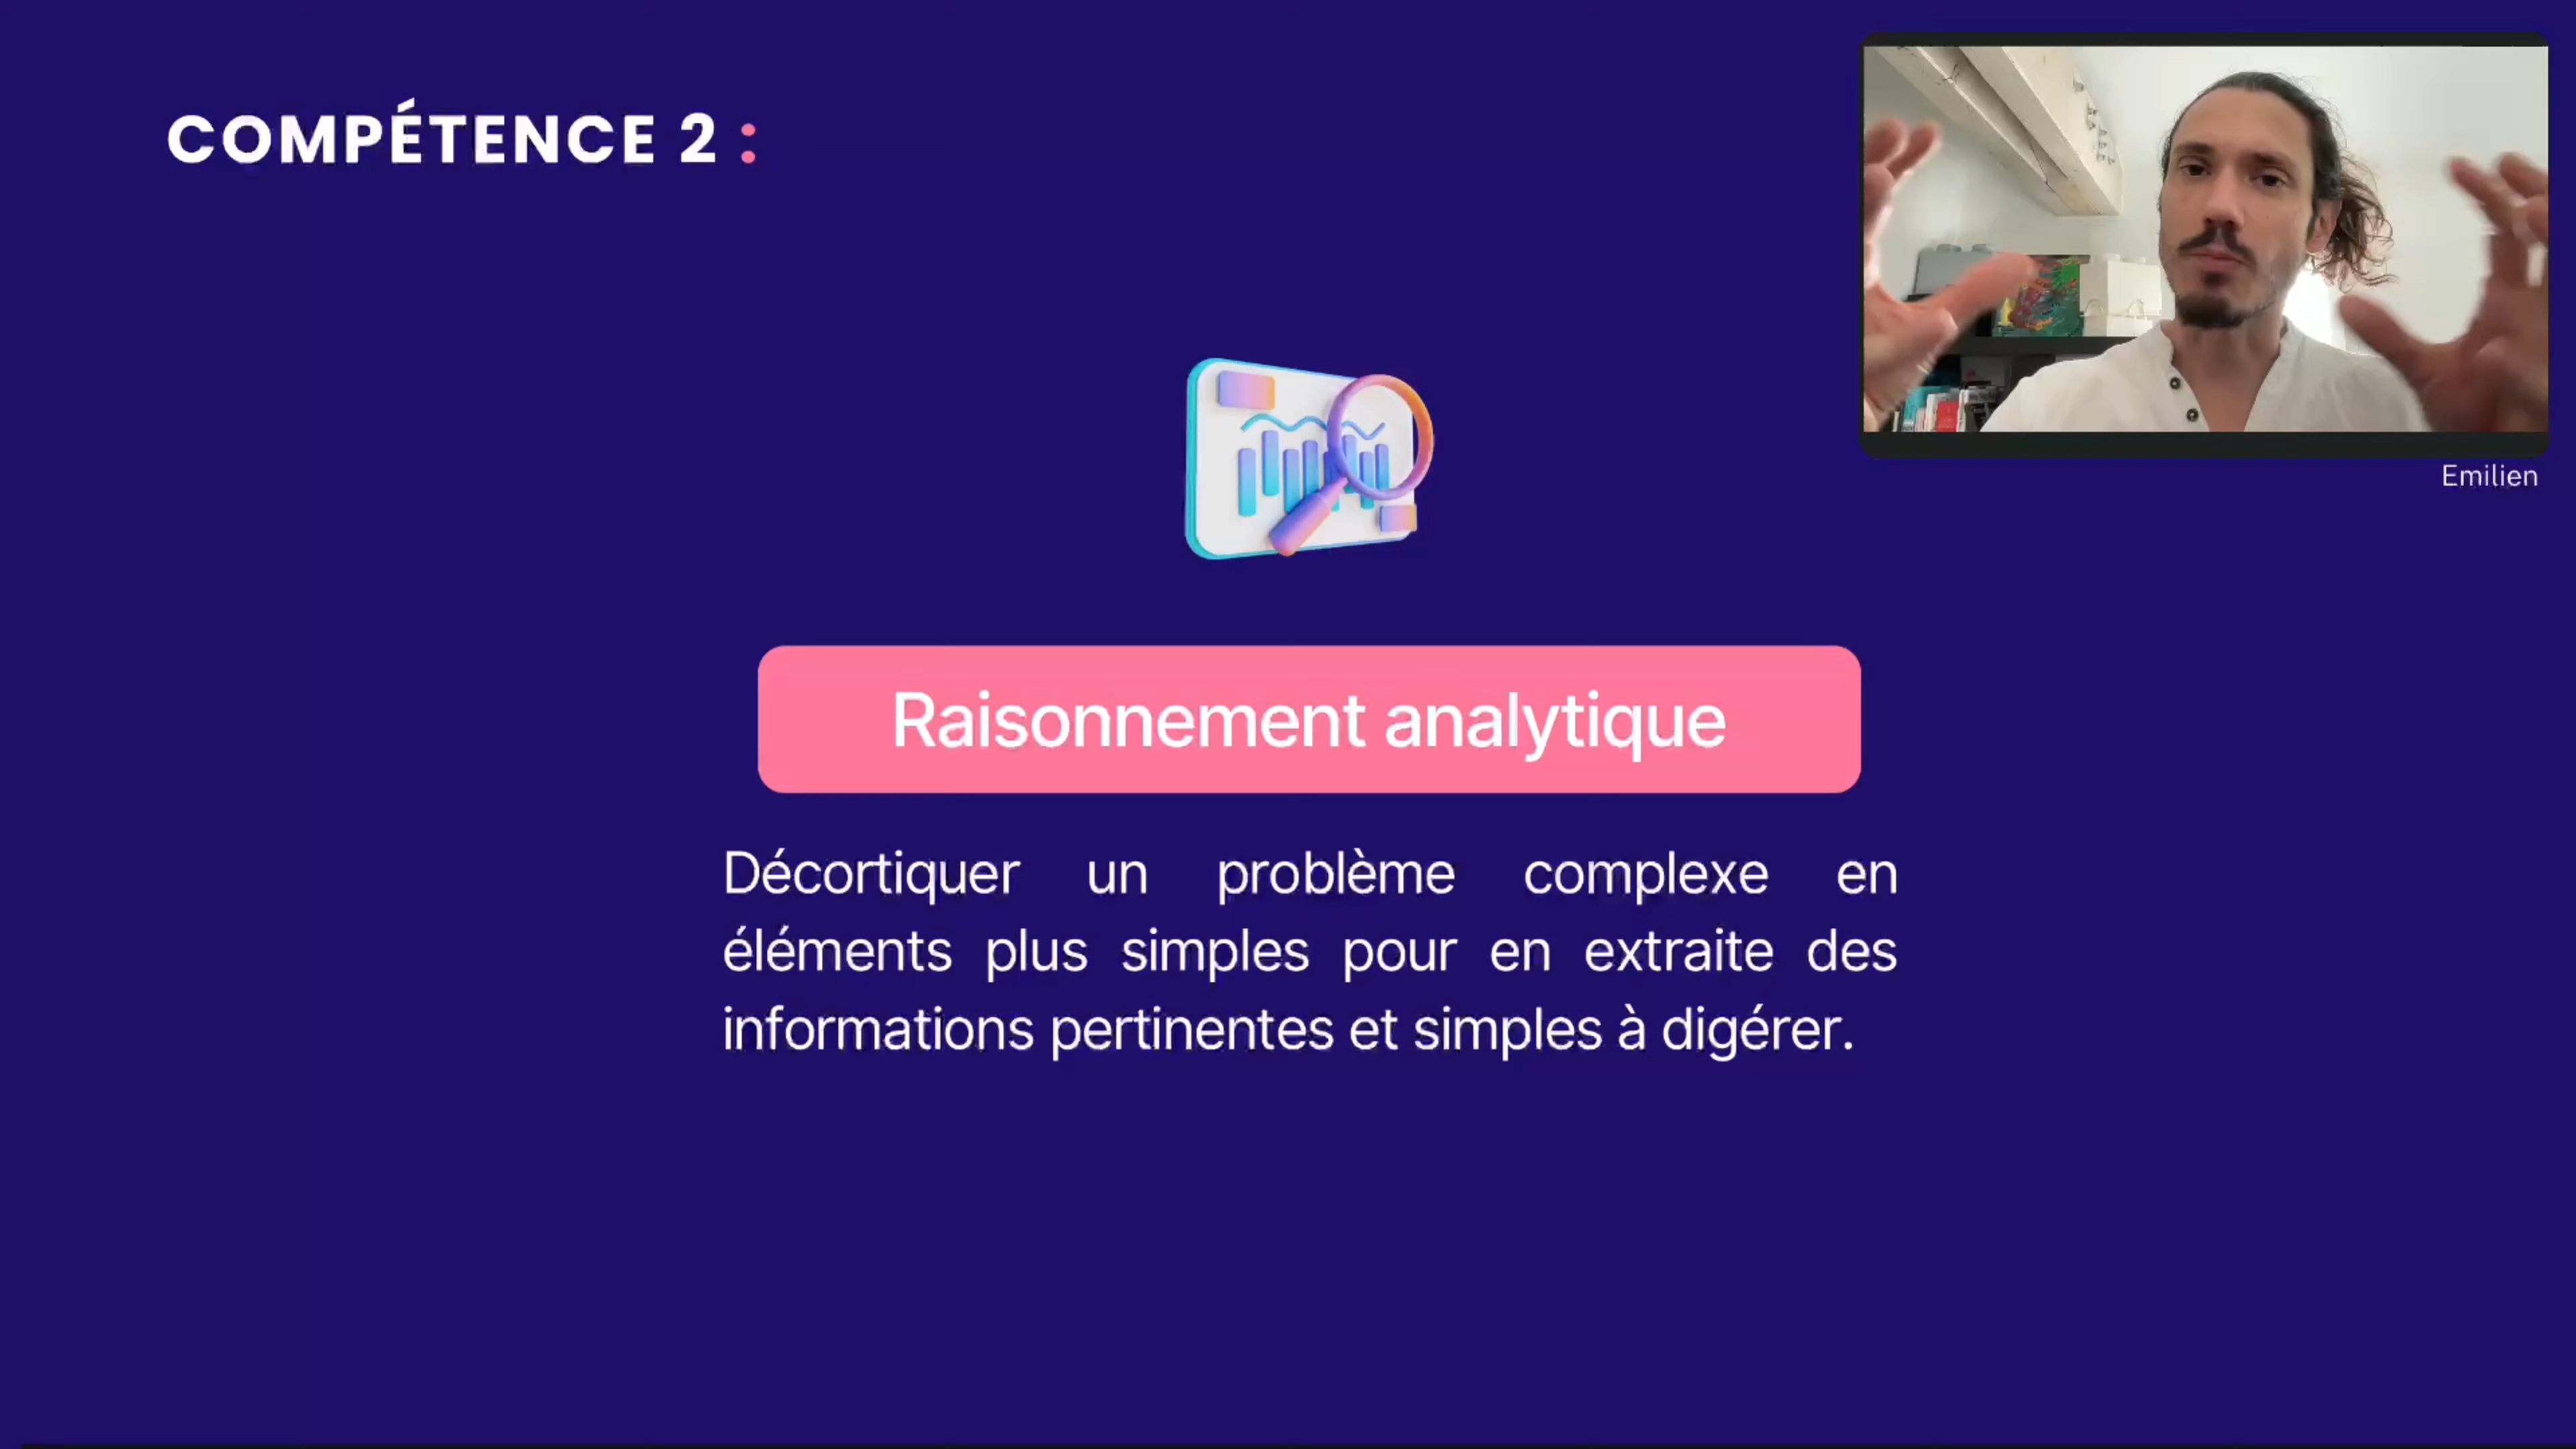 COMPÉTENCE 2 :
Emilien
Raisonnement analytique
Décortiquer un problème complexe en
éléments plus simples pour en extraite des
informations pertinentes et simples à digérer.